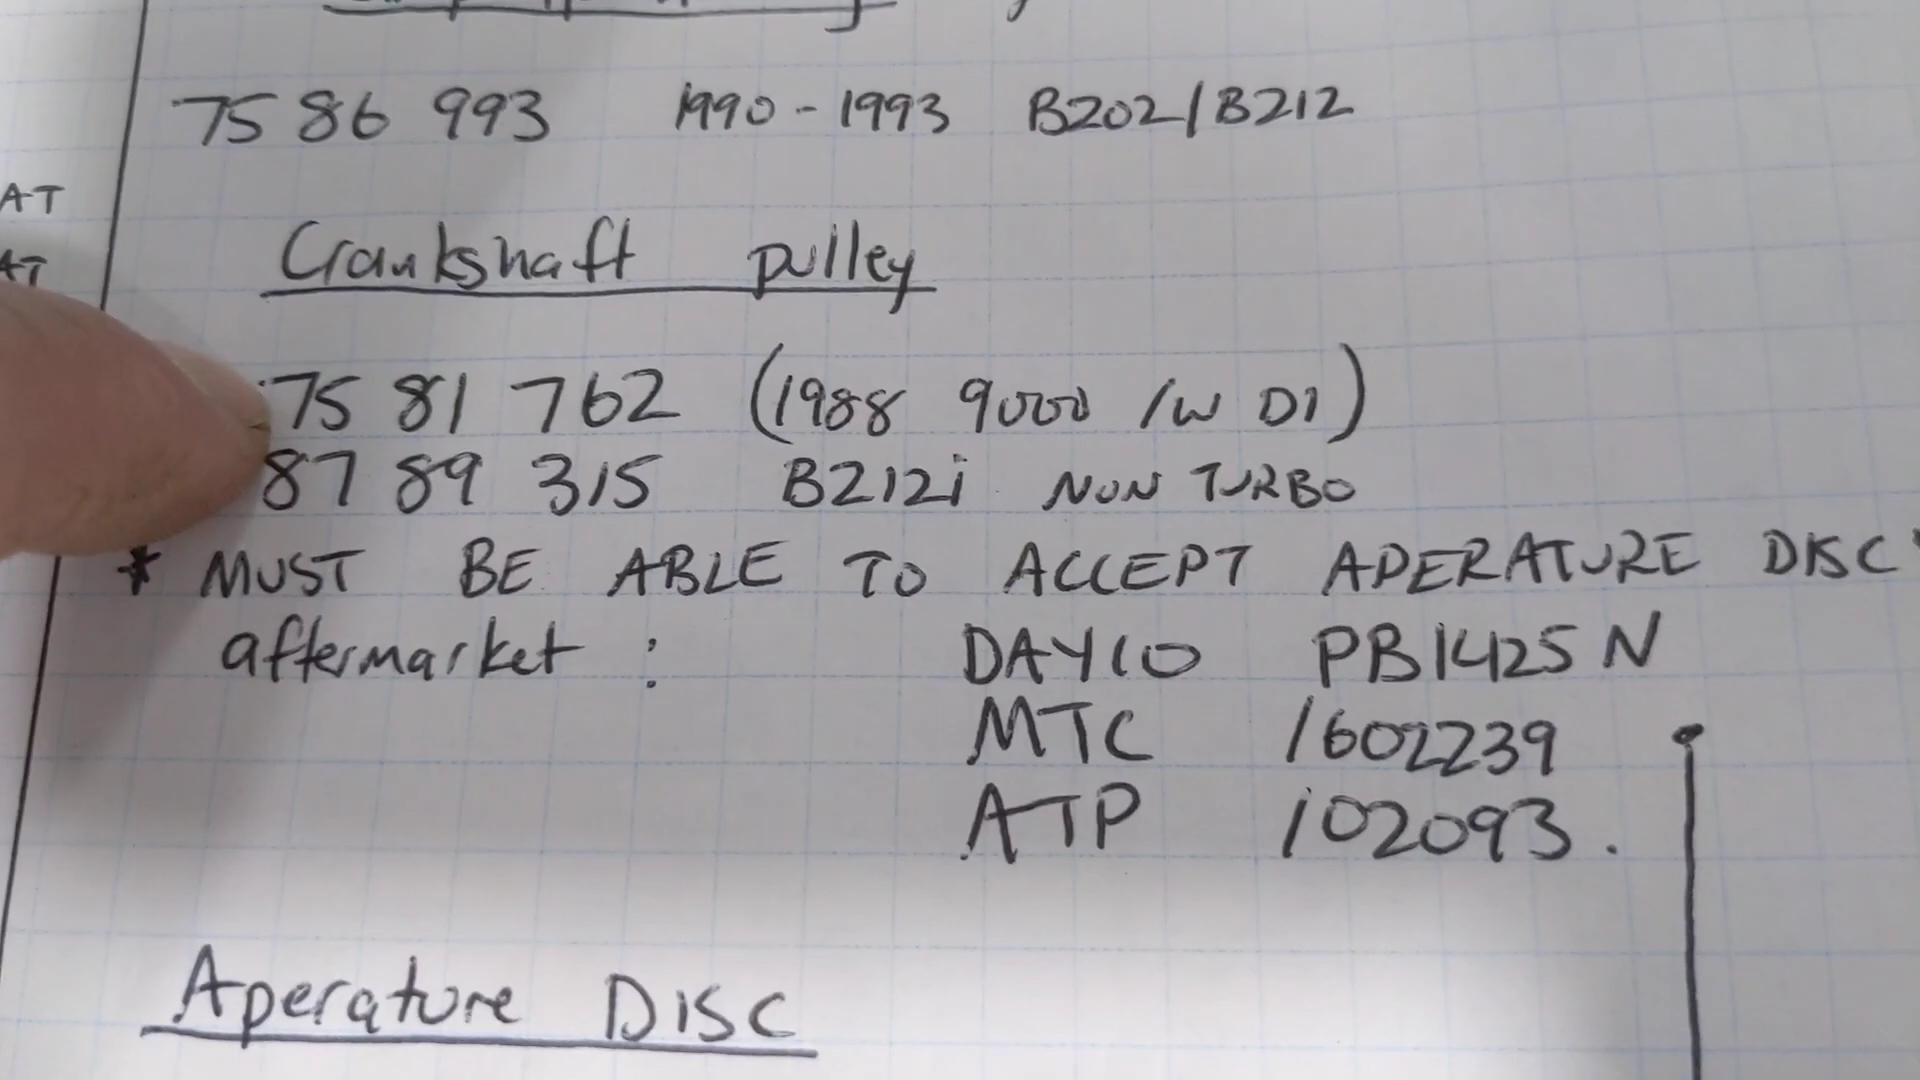 75 86 993 1990-1993 B202/B212
AT
AT
Crankshaft pulley
75 81 762 (1988 9000 /W DI)
87 89 315 B212i NON TURBO
* MUST BE ABLE TO ACCEPT APERATURE DISC
aftermarket : DAYCO PB1425N
MTC 1602239
ATP 102093.
Aperature DISC